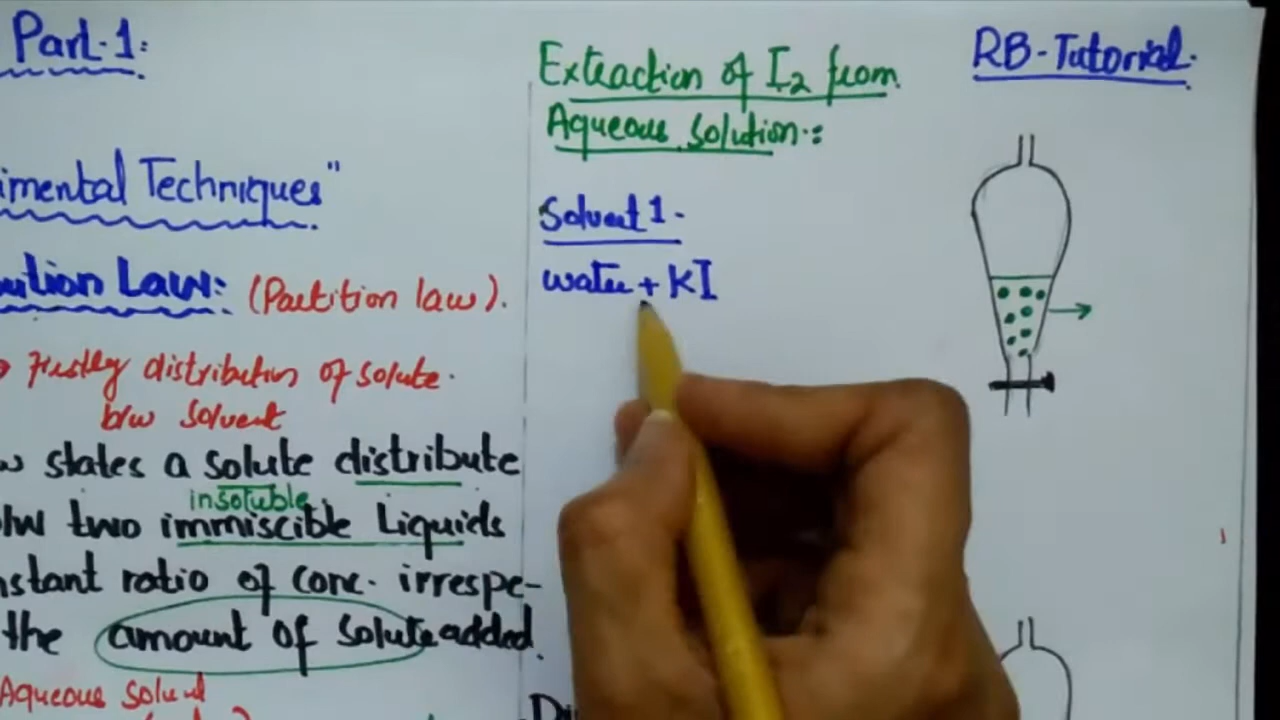 Part-1:
imental Techniques"
ution Law: (Partition law).
Firstly distribution of solute.
b/w solvent
w states a solute distribute
insoluble
b/w two immiscible Liquids
nstant ratio of conc. irrespe-
the amount of solute added.
Aqueous Solvent
Extraction of I2 from
Aqueous Solution:
Solvent 1.
water + KI
RB-Tutorial.